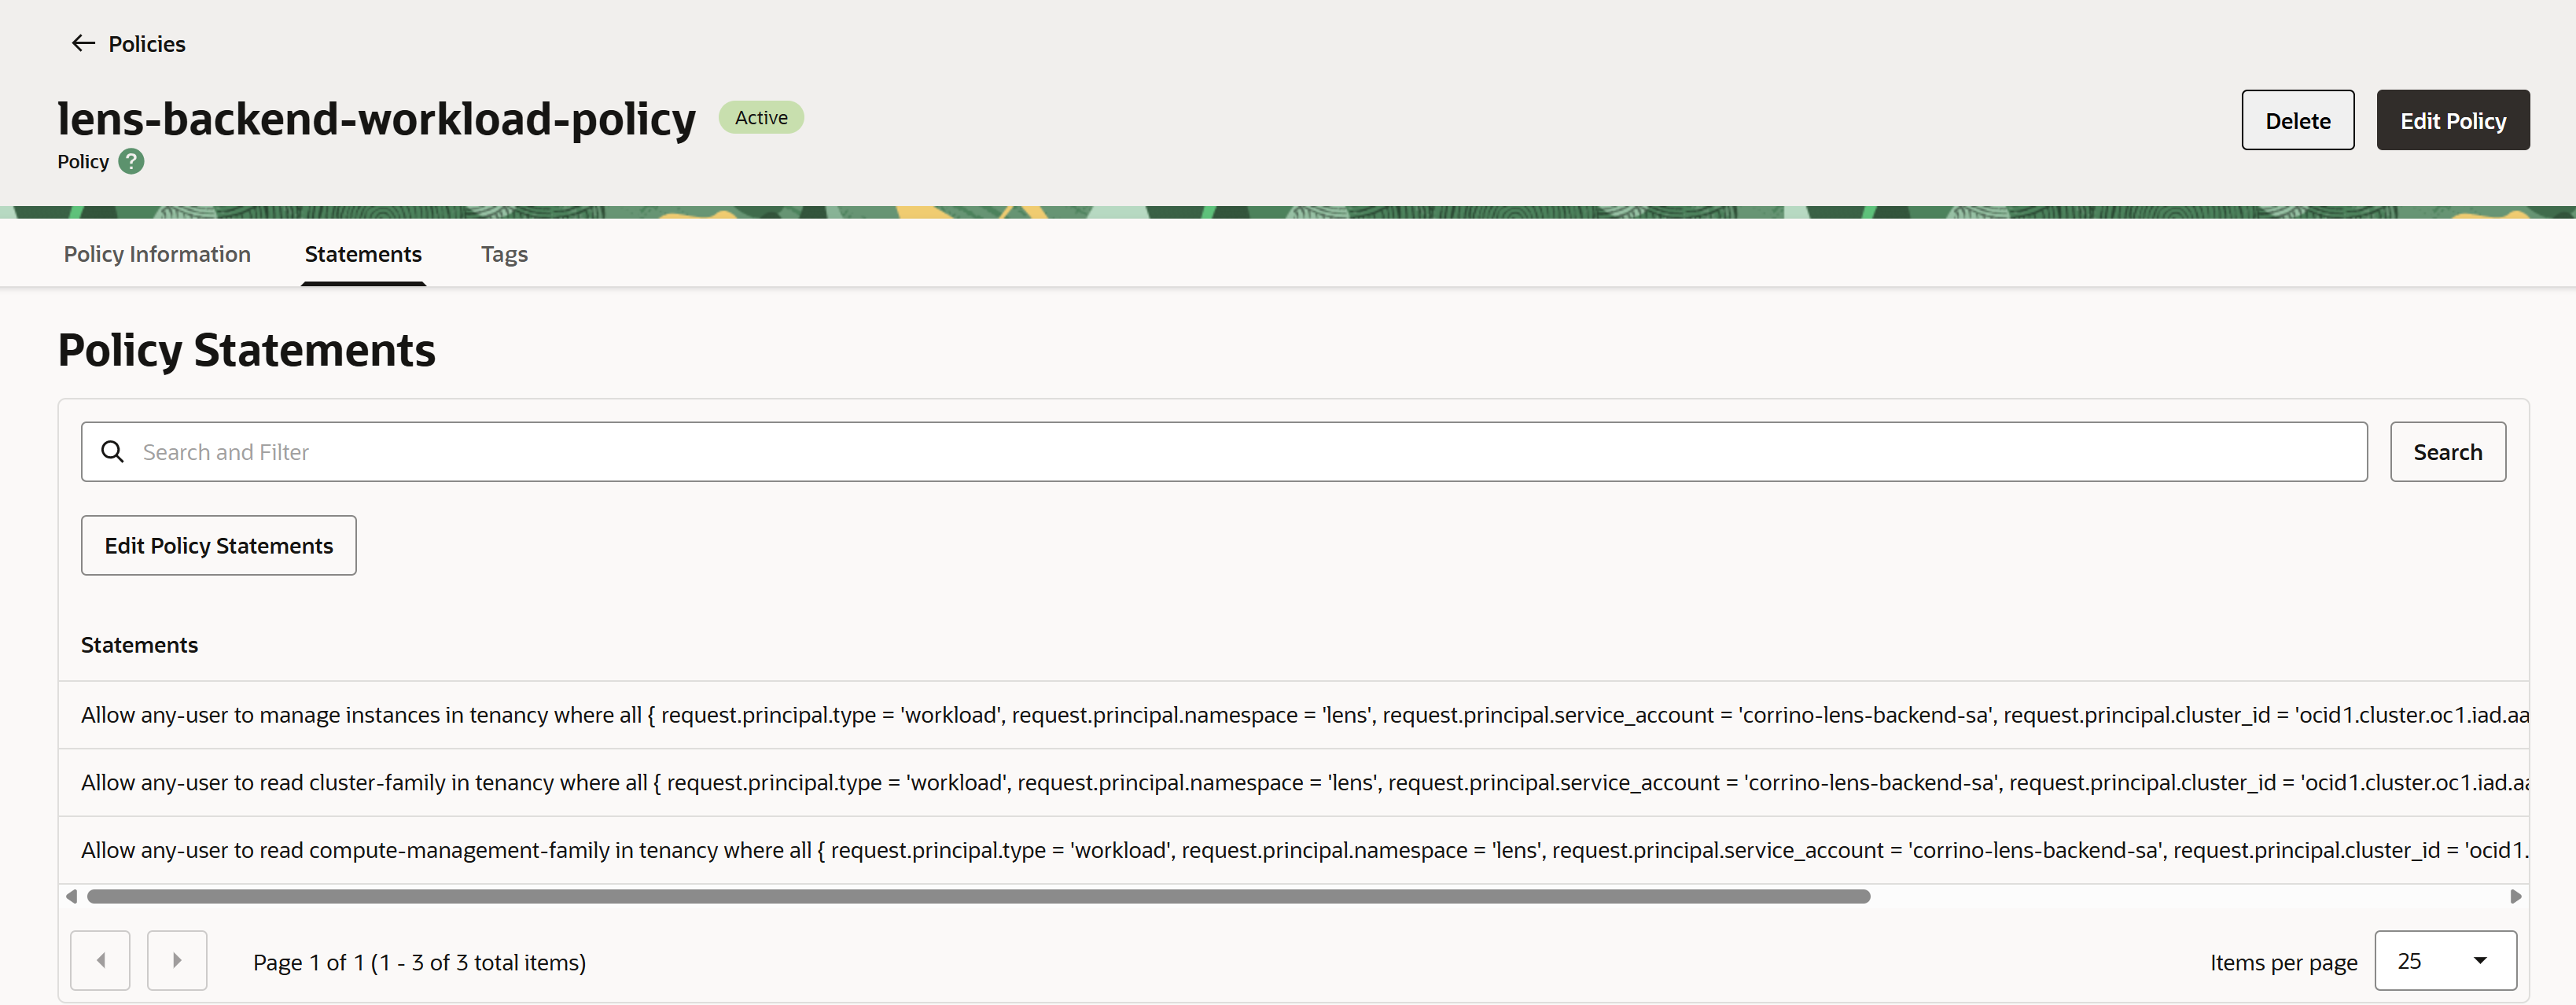 Policies
lens-backend-workload-policy Active
Delete Edit Policy
Policy ?
Policy Information Statements Tags
Policy Statements
Search and Filter Search
Edit Policy Statements
Statements
Allow any-user to manage instances in tenancy where all { request.principal.type = 'workload', request.principal.namespace = 'lens', request.principal.service_account = 'corrino-lens-backend-sa', request.principal.cluster_id = 'ocid1.cluster.oc1.iad.aa
Allow any-user to read cluster-family in tenancy where all { request.principal.type = 'workload', request.principal.namespace = 'lens', request.principal.service_account = 'corrino-lens-backend-sa', request.principal.cluster_id = 'ocid1.cluster.oc1.iad.aa
Allow any-user to read compute-management-family in tenancy where all { request.principal.type = 'workload', request.principal.namespace = 'lens', request.principal.service_account = 'corrino-lens-backend-sa', request.principal.cluster_id = 'ocid1.
Page 1 of 1 (1 - 3 of 3 total items) Items per page 25